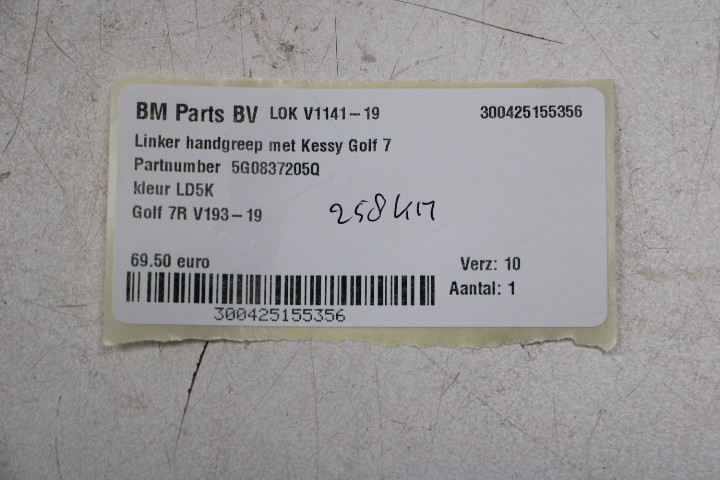 BM Parts BV LOK V1141-19 300425155356
Linker handgreep met Kessy Golf 7
Partnumber 5G0837205Q
kleur LD5K
Golf 7R V193-19 258KM
69.50 euro Verz: 10
Aantal: 1
300425155356